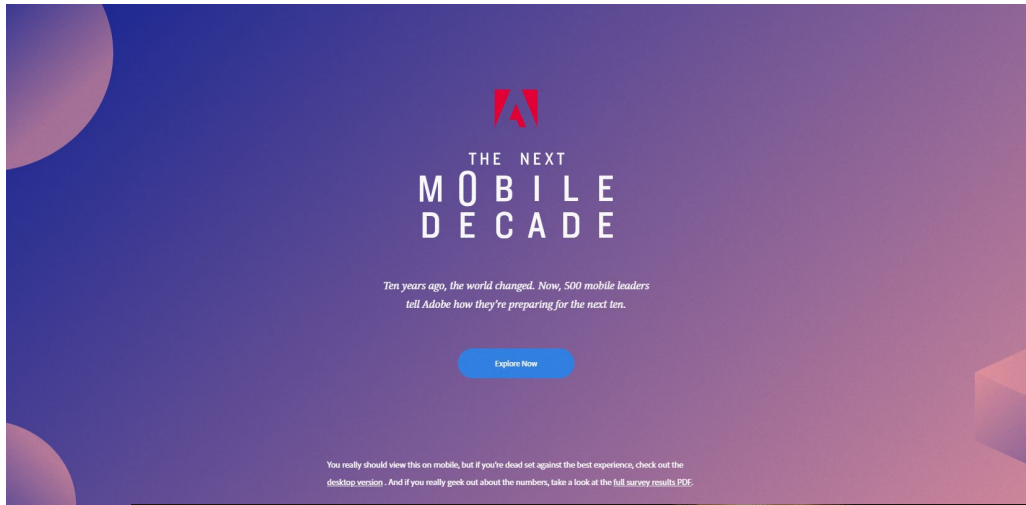 THE NEXT
MOBILE
DECADE
Ten years ago, the world changed. Now, 500 mobile leaders
tell Adobe how they're preparing for the next ten.
Explore Now
You really should view this on mobile, but if you're dead set against the best experience, check out the
desktop version . And if you really geek out about the numbers, take a look at the full survey results PDF.